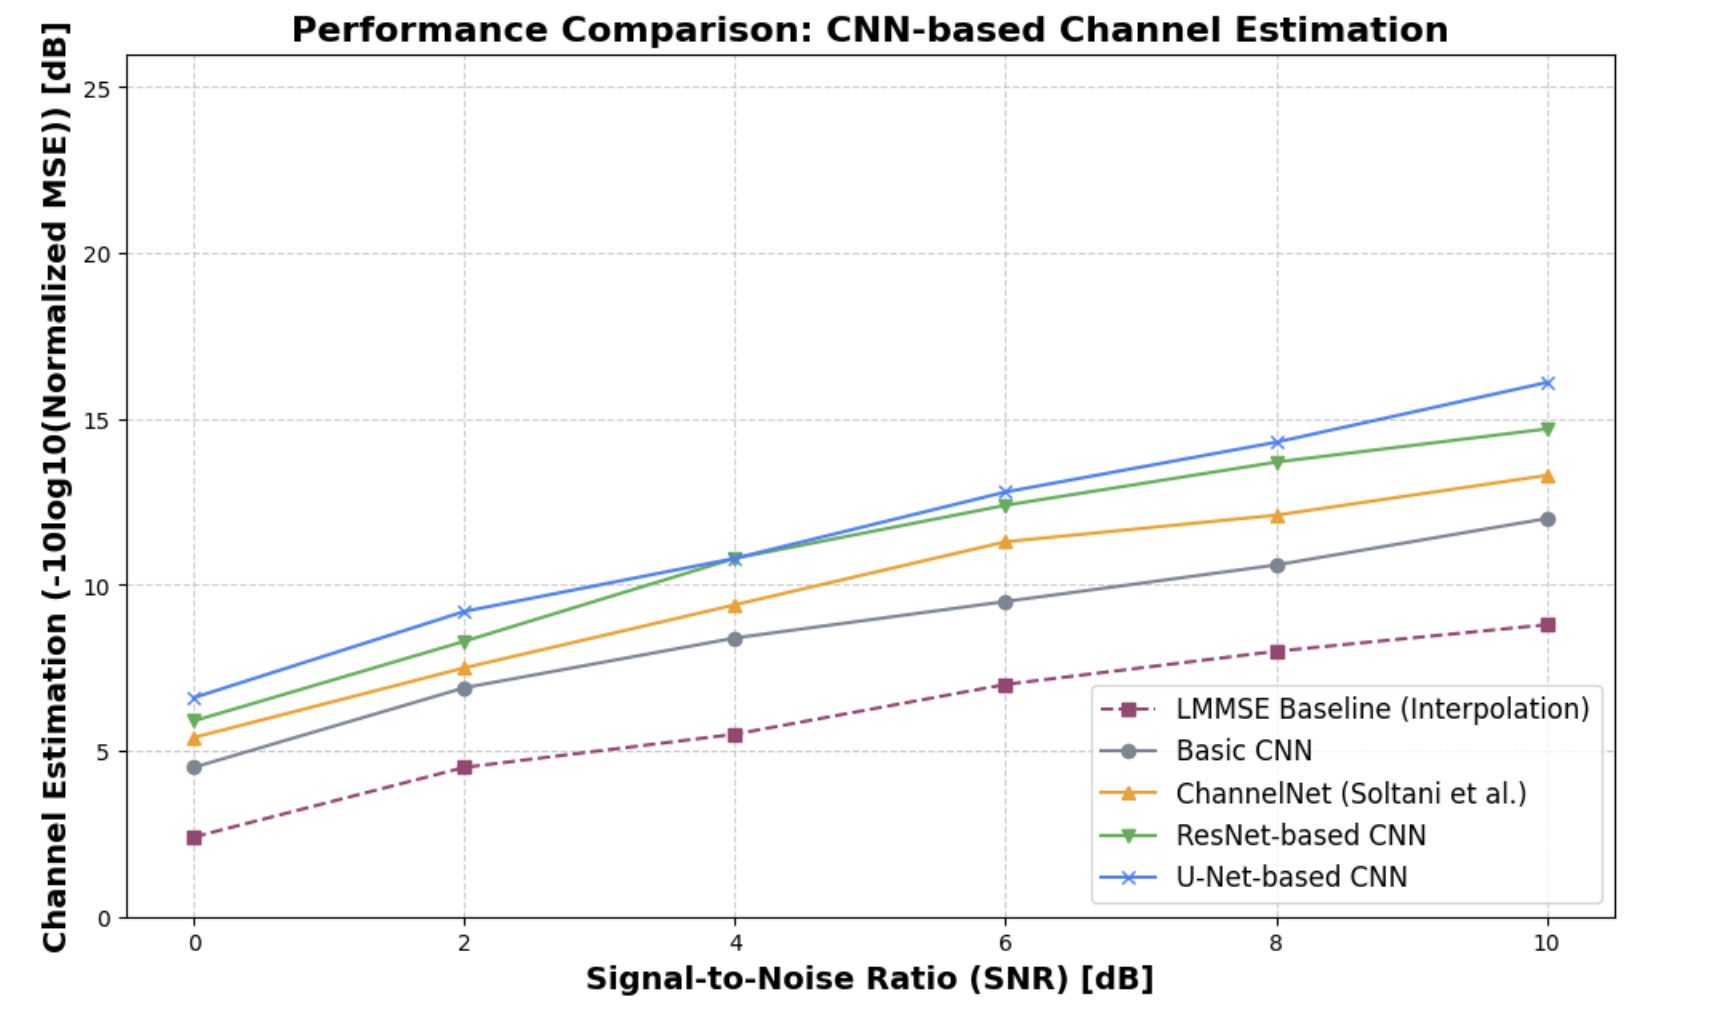 Performance Comparison: CNN-based Channel Estimation
Channel Estimation (-10log10(Normalized MSE)) [dB]
25
20
15
10
5
0
0 2 4 6 8 10
Signal-to-Noise Ratio (SNR) [dB]
LMMSE Baseline (Interpolation)
Basic CNN
ChannelNet (Soltani et al.)
ResNet-based CNN
U-Net-based CNN